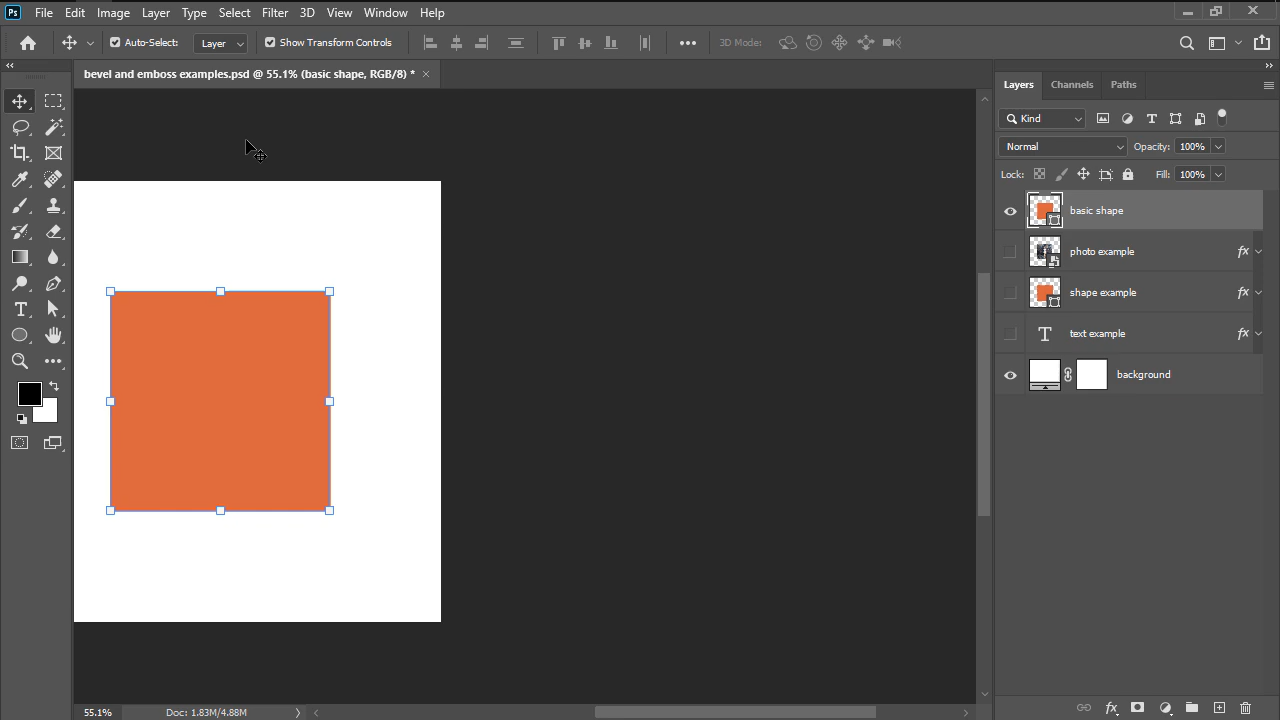 Ps File Edit Image Layer Type Select Filter 3D View Window Help
Auto-Select: Layer Show Transform Controls 3D Mode:
bevel and emboss examples.psd @ 55.1% (basic shape, RGB/8) *
Layers Channels Paths
Kind
Normal Opacity: 100%
Lock: Fill: 100%
basic shape
photo example fx
shape example fx
text example fx
background
55.1% Doc: 1.83M/4.88M
fx